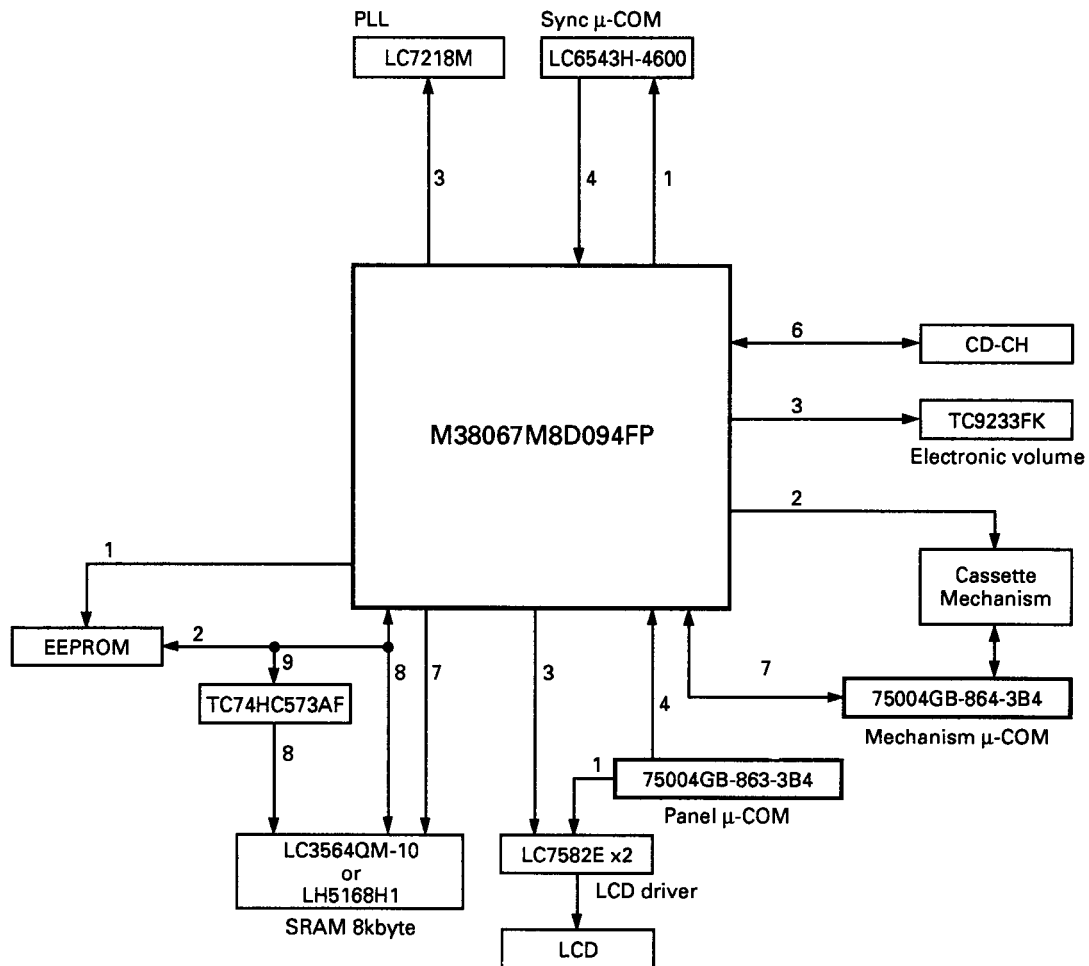 PLL
LC7218M
Sync μ-COM
LC6543H-4600
3
4
1
6
CD-CH
M38067M8D094FP
3
TC9233FK
Electronic volume
2
Cassette
Mechanism
1
EEPROM
2
9
8
7
3
4
7
TC74HC573AF
75004GB-864-3B4
Mechanism μ-COM
8
1
75004GB-863-3B4
Panel μ-COM
LC3564QM-10
or
LH5168H1
SRAM 8kbyte
LC7582E x2
LCD driver
LCD